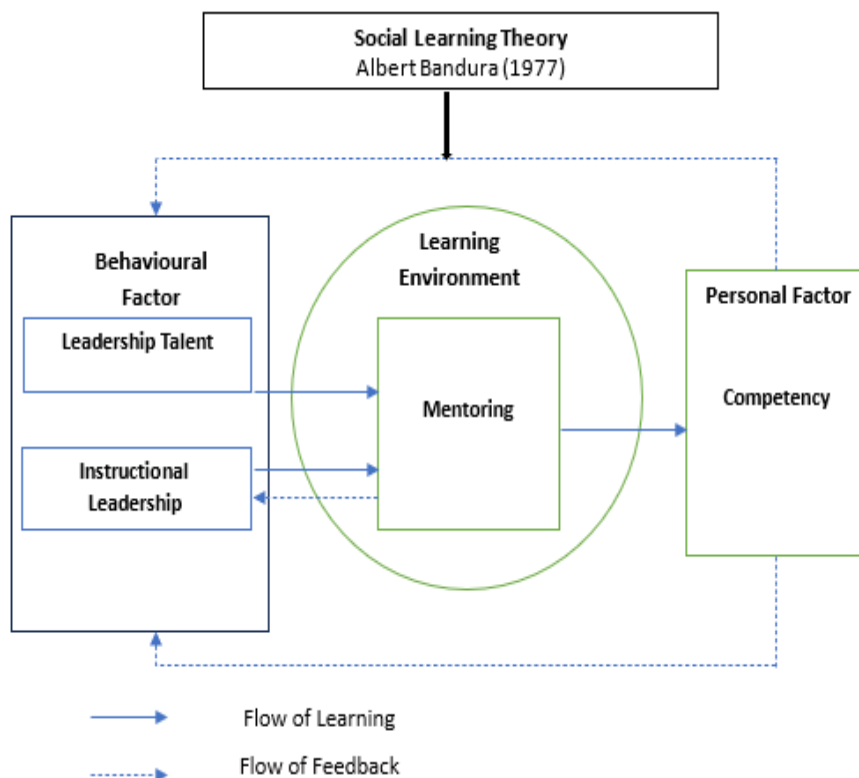 Social Learning Theory
Albert Bandura (1977)
Behavioural
Factor
Leadership Talent
Instructional
Leadership
Learning
Environment
Mentoring
Personal Factor
Competency
Flow of Learning
Flow of Feedback